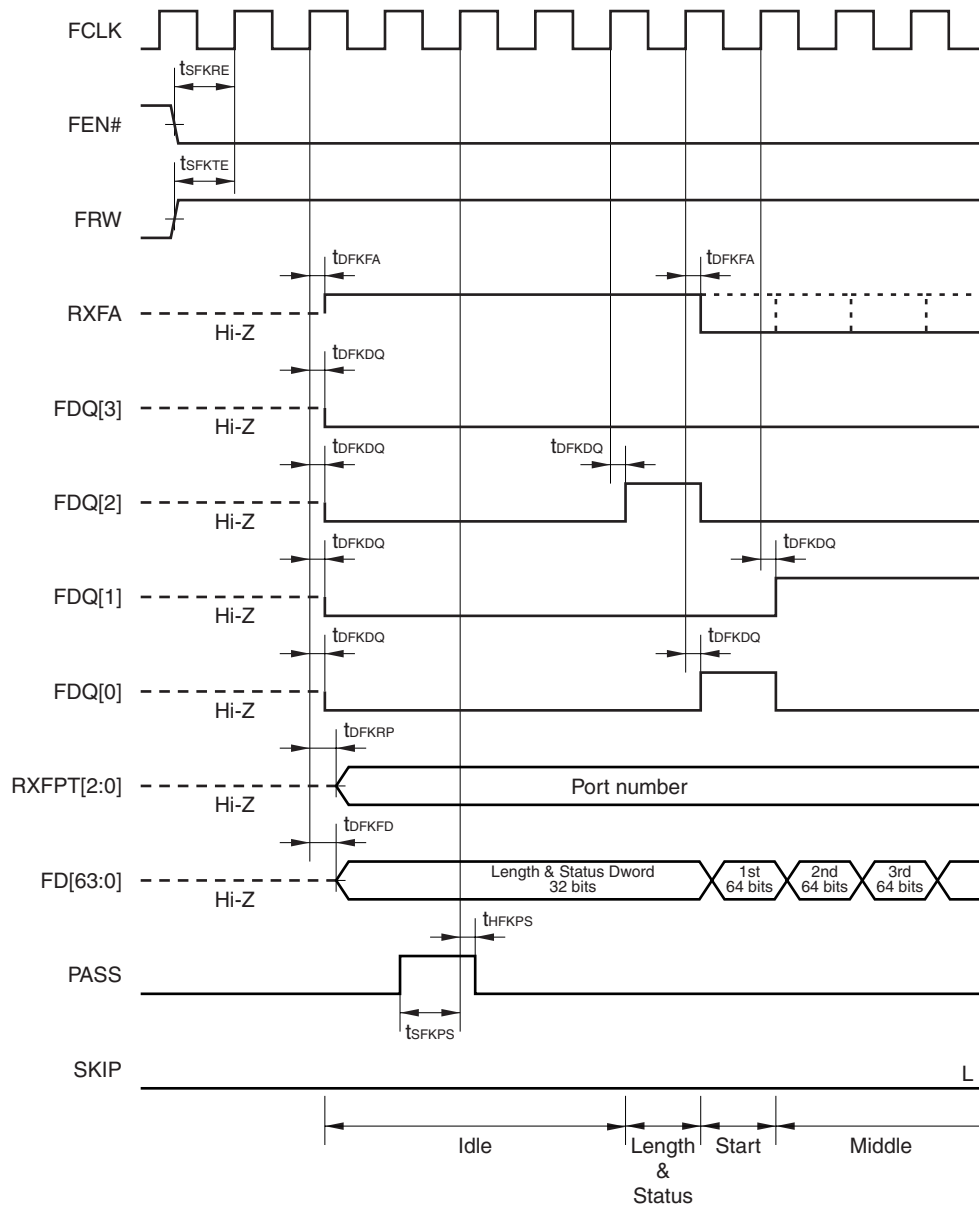 FCLK
tSFKRE
FEN#
tSFKTE
FRW
tDFKFA tDFKFA
RXFA
Hi-Z
tDFKDQ
FDQ[3]
Hi-Z
tDFKDQ tDFKDQ
FDQ[2]
Hi-Z
tDFKDQ tDFKDQ
FDQ[1]
Hi-Z
tDFKDQ tDFKDQ
FDQ[0]
Hi-Z
tDFKRP
RXFPT[2:0] Port number
Hi-Z
tDFKFD
FD[63:0]
Length & Status Dword 1st 2nd 3rd
32 bits 64 bits 64 bits 64 bits
Hi-Z
tHFKPS
PASS
tSFKPS
SKIP L
Idle Length Start Middle
&
Status